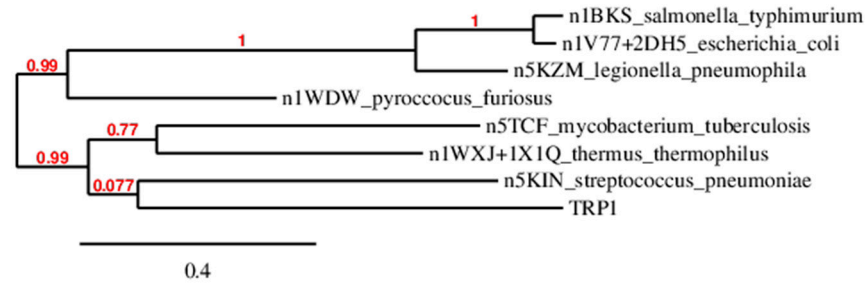 1
n1BKS_salmonella_typhimurium
1
n1V77+2DH5_escherichia_coli
0.99
n5KZM_legionella_pneumophila
n1WDW_pyroccocus_furiosus
0.77
n5TCF_mycobacterium_tuberculosis
0.99
n1WXJ+1X1Q_thermus_thermophilus
0.077
n5KIN_streptococcus_pneumoniae
TRP1
0.4